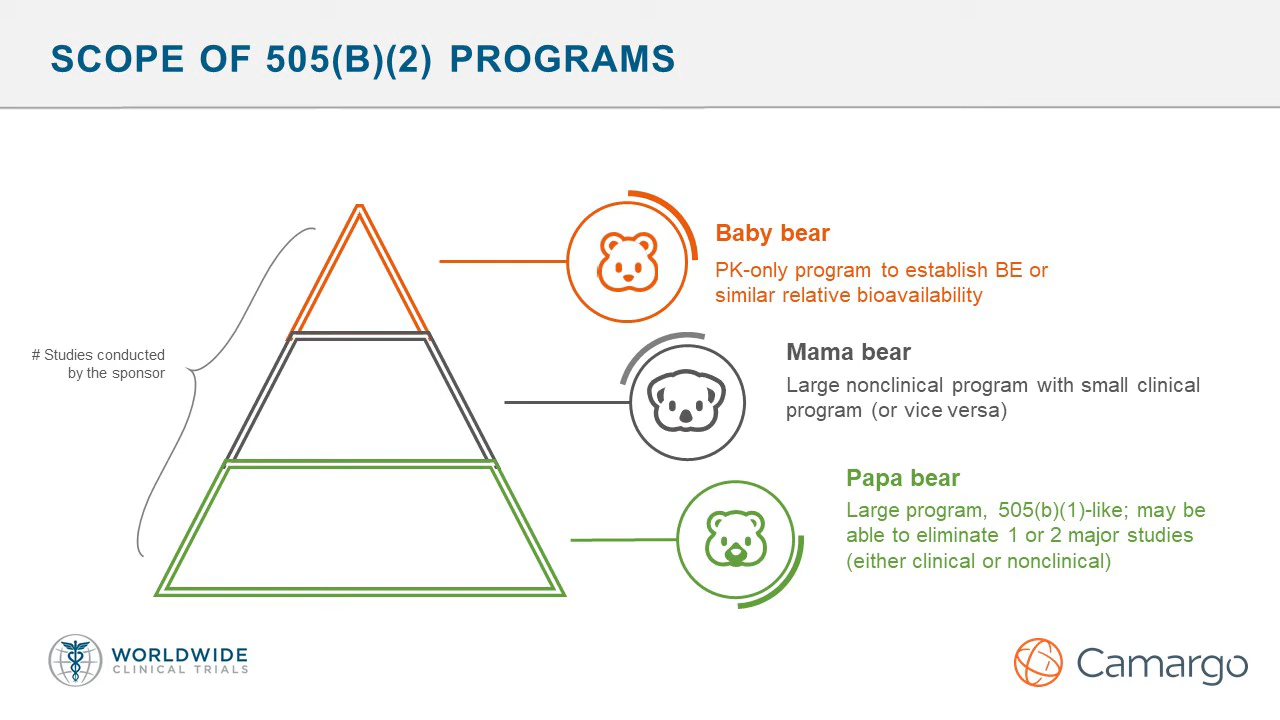 SCOPE OF 505(B)(2) PROGRAMS
# Studies conducted
by the sponsor
Baby bear
PK-only program to establish BE or
similar relative bioavailability
Mama bear
Large nonclinical program with small clinical
program (or vice versa)
Papa bear
Large program, 505(b)(1)-like; may be
able to eliminate 1 or 2 major studies
(either clinical or nonclinical)
WORLDWIDE
CLINICAL TRIALS
Camargo